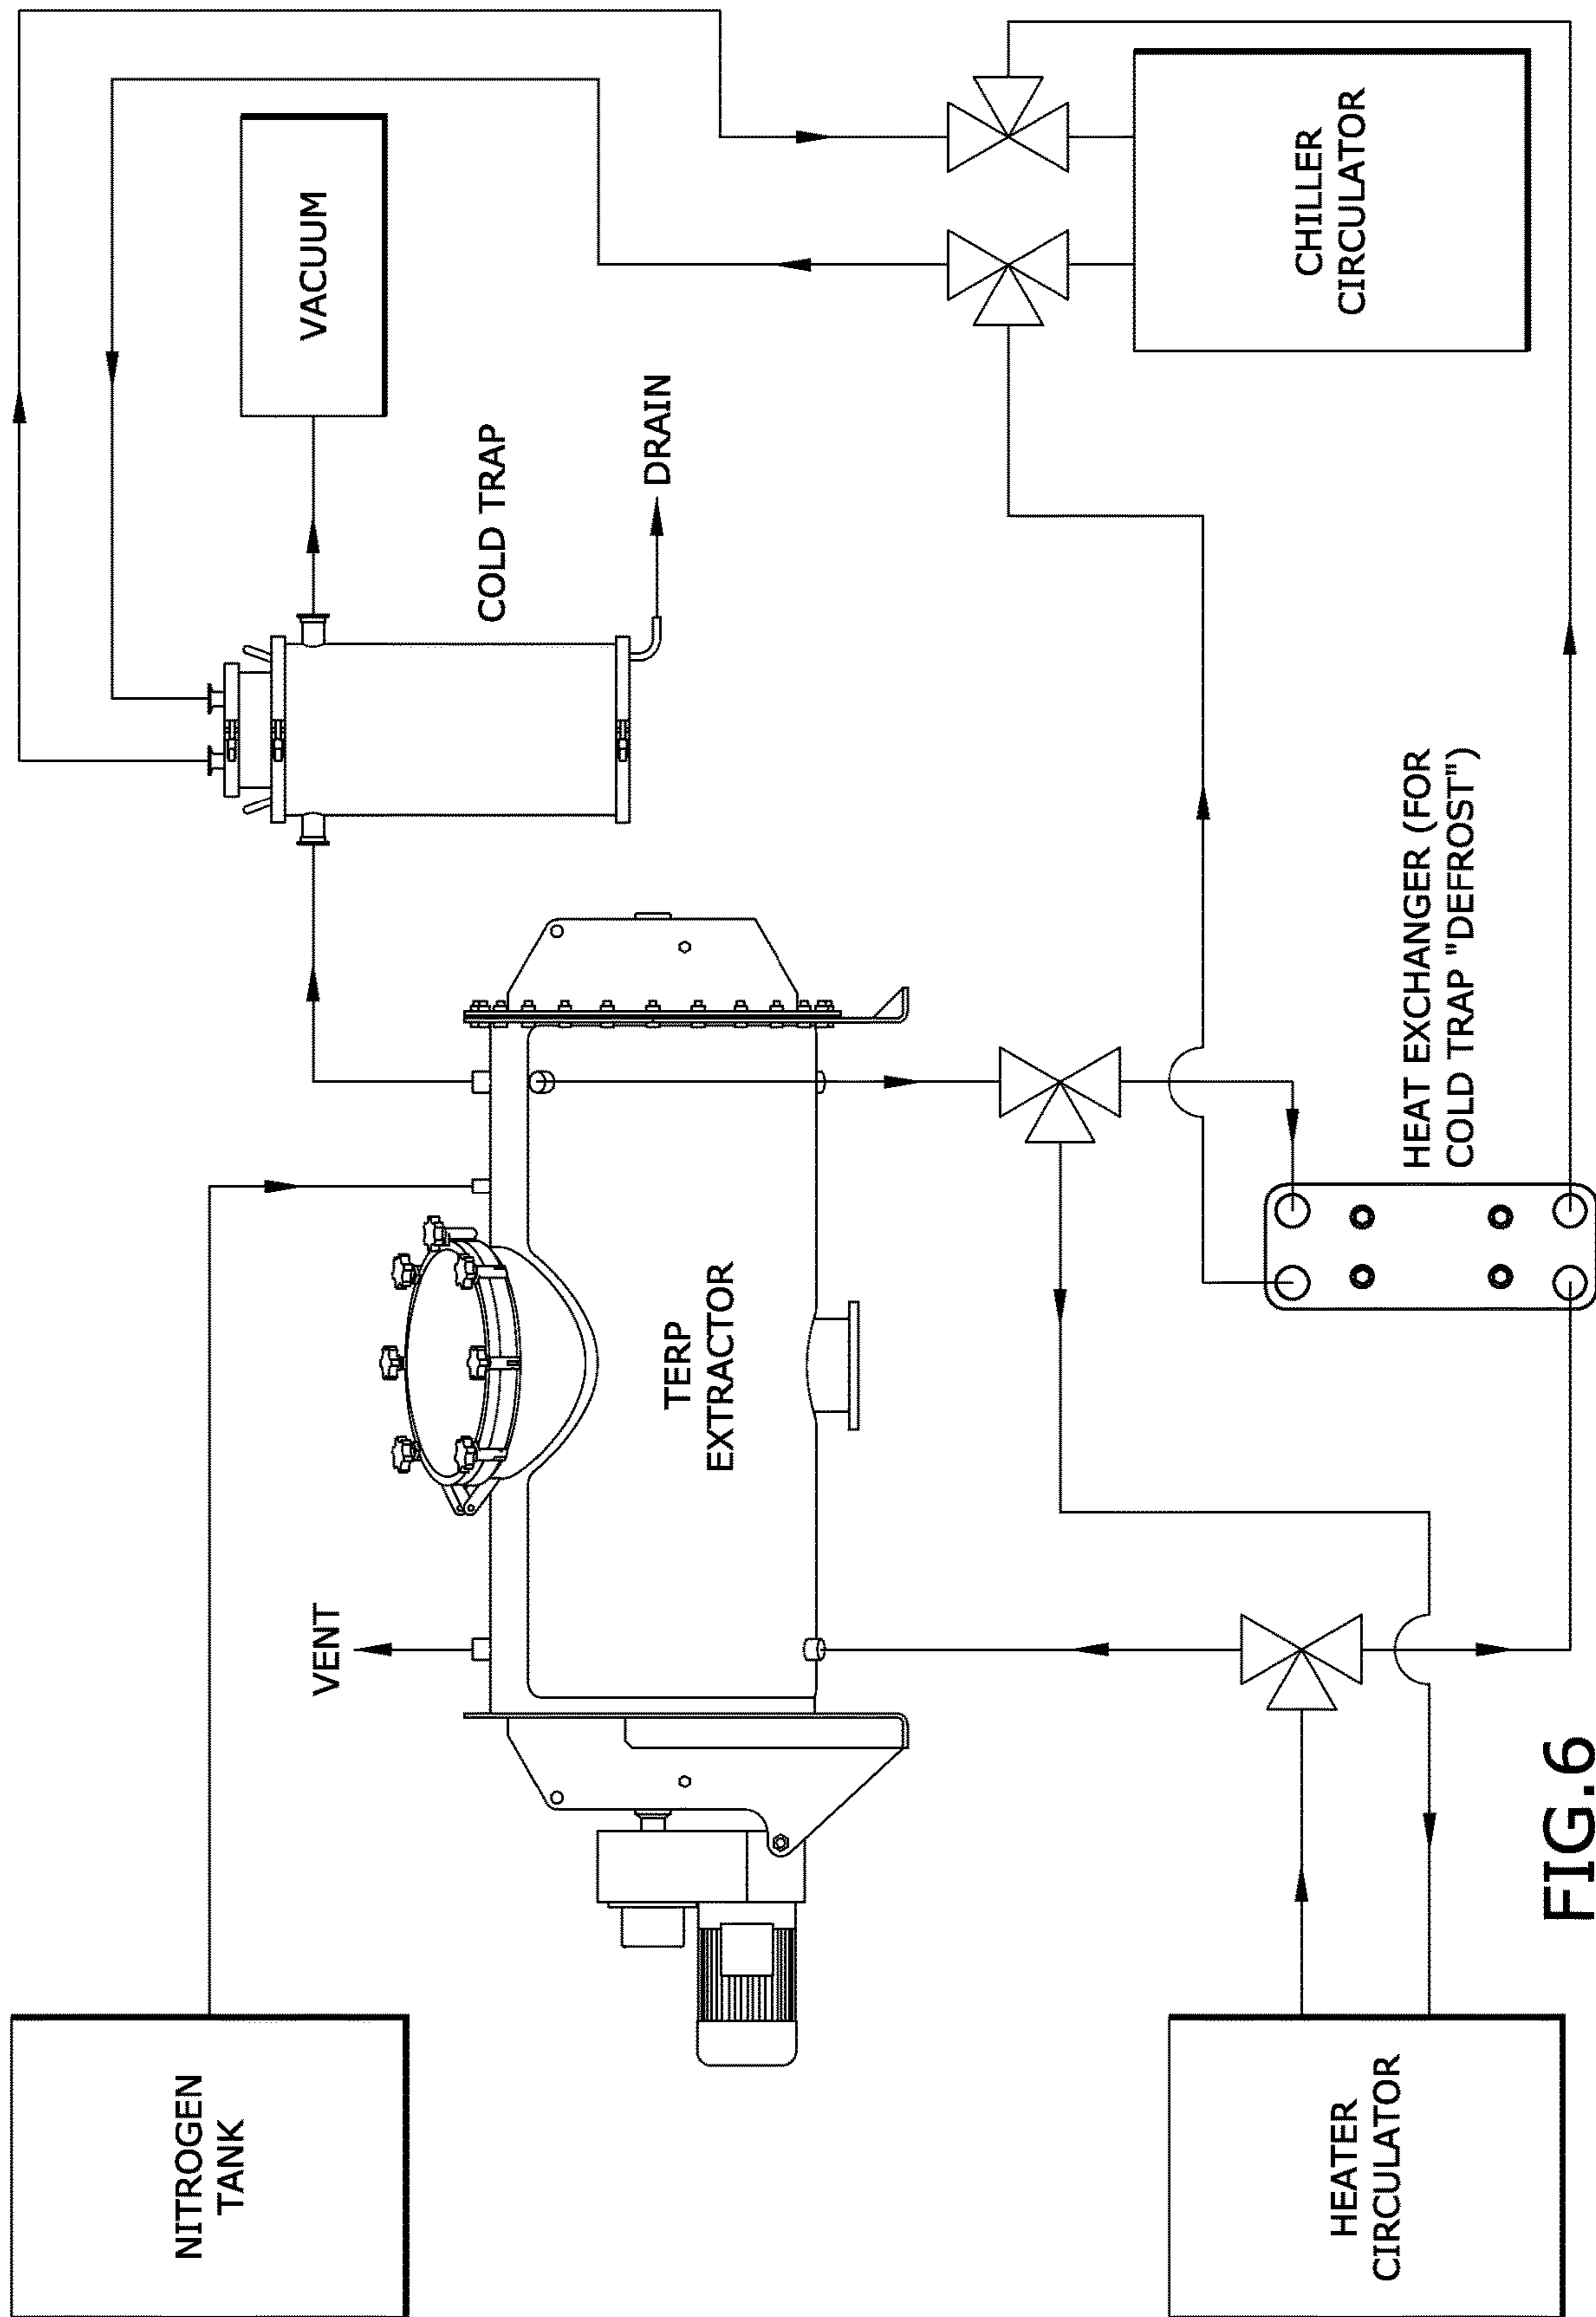 NITROGEN
TANK
VENT
VACUUM
COLD TRAP
DRAIN
TERP
EXTRACTOR
CHILLER
CIRCULATOR
HEATER
CIRCULATOR
HEAT EXCHANGER (FOR
COLD TRAP "DEFROST")
FIG.6